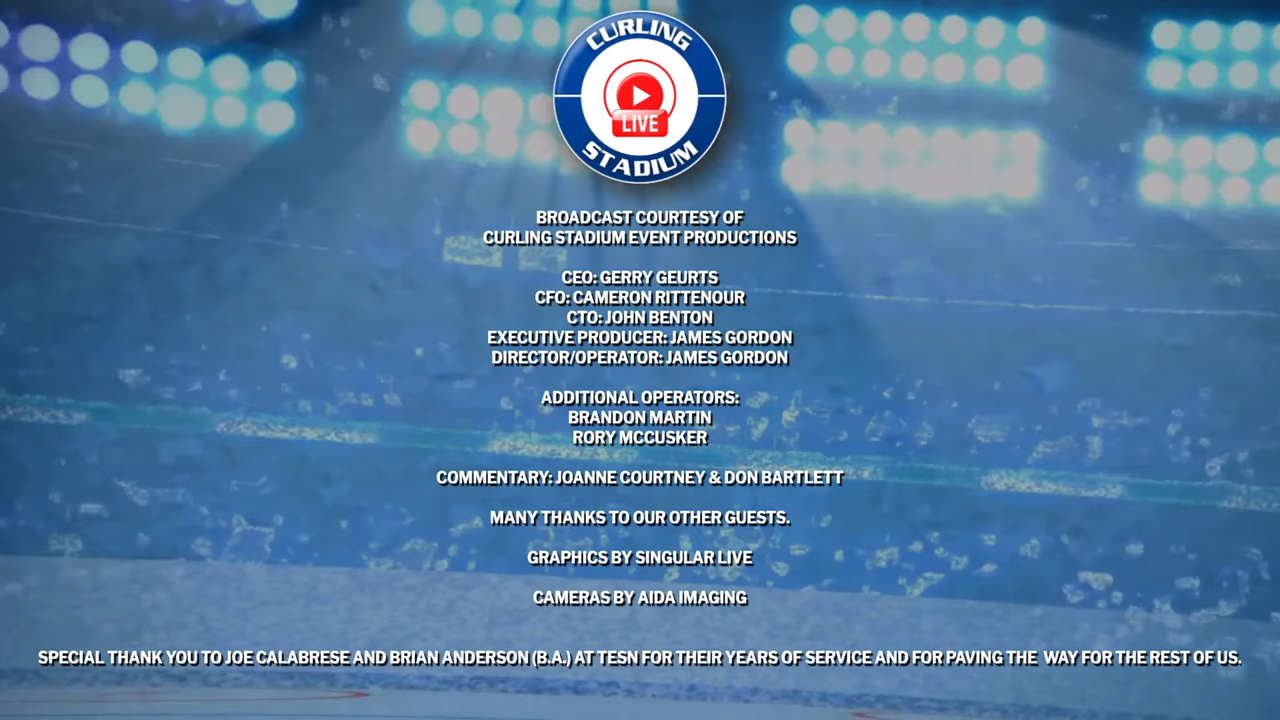 CURLING
LIVE
STADIUM
BROADCAST COURTESY OF
CURLING STADIUM EVENT PRODUCTIONS
CEO: GERRY GEURTS
CFO: CAMERON RITTENOUR
CTO: JOHN BENTON
EXECUTIVE PRODUCER: JAMES GORDON
DIRECTOR/OPERATOR: JAMES GORDON
ADDITIONAL OPERATORS:
BRANDON MARTIN
RORY MCCUSKER
COMMENTARY: JOANNE COURTNEY & DON BARTLETT
MANY THANKS TO OUR OTHER GUESTS.
GRAPHICS BY SINGULAR LIVE
CAMERAS BY AIDA IMAGING
SPECIAL THANK YOU TO JOE CALABRESE AND BRIAN ANDERSON (B.A.) AT TESN FOR THEIR YEARS OF SERVICE AND FOR PAVING THE WAY FOR THE REST OF US.